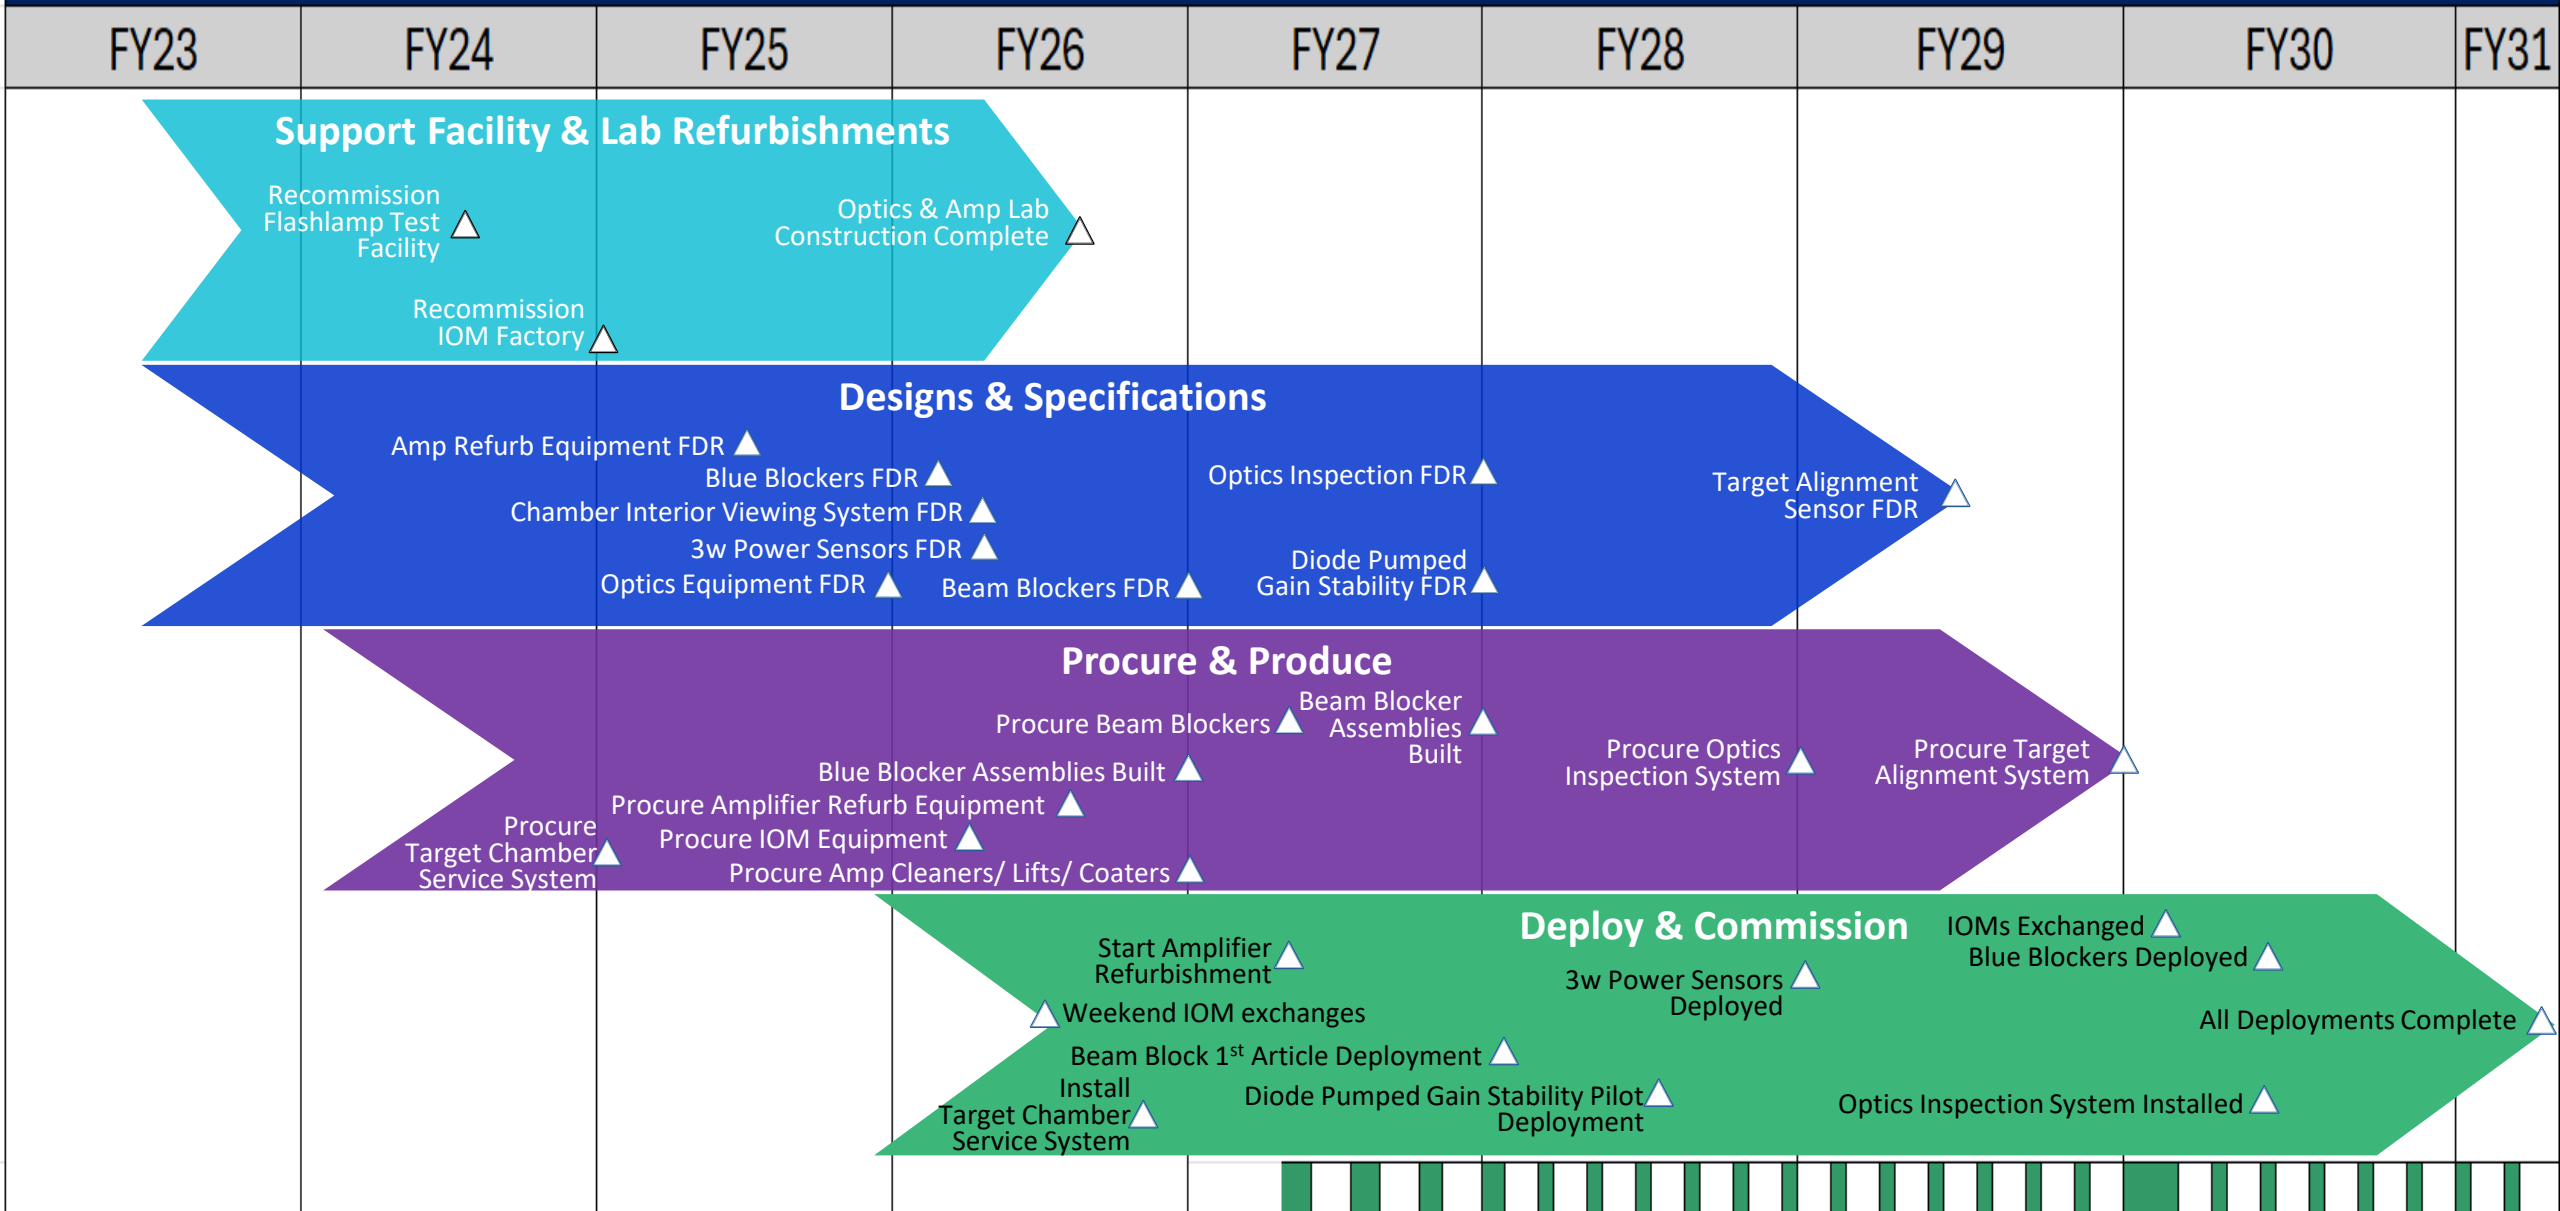 FY23 FY24 FY25 FY26 FY27 FY28 FY29 FY30 FY31
Support Facility & Lab Refurbishments
Recommission
Flashlamp Test
Facility
Optics & Amp Lab
Construction Complete
Recommission
IOM Factory
Designs & Specifications
Amp Refurb Equipment FDR
Blue Blockers FDR
Chamber Interior Viewing System FDR
3w Power Sensors FDR
Optics Equipment FDR
Beam Blockers FDR
Optics Inspection FDR
Diode Pumped
Gain Stability FDR
Target Alignment
Sensor FDR
Procure & Produce
Procure Beam Blockers
Beam Blocker
Assemblies
Built
Blue Blocker Assemblies Built
Procure Amplifier Refurb Equipment
Procure IOM Equipment
Procure Amp Cleaners/ Lifts/ Coaters
Procure
Target Chamber
Service System
Procure Optics
Inspection System
Procure Target
Alignment System
Deploy & Commission
Start Amplifier
Refurbishment
Weekend IOM exchanges
Beam Block 1st Article Deployment
Install
Target Chamber
Service System
Diode Pumped Gain Stability Pilot
Deployment
3w Power Sensors
Deployed
IOMs Exchanged
Blue Blockers Deployed
All Deployments Complete
Optics Inspection System Installed